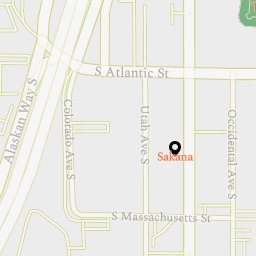 S Atlantic St
Alaskan Way S
Colorado Ave S
Utah Ave S
Occidental Ave S
Sakana
S Massachusetts St